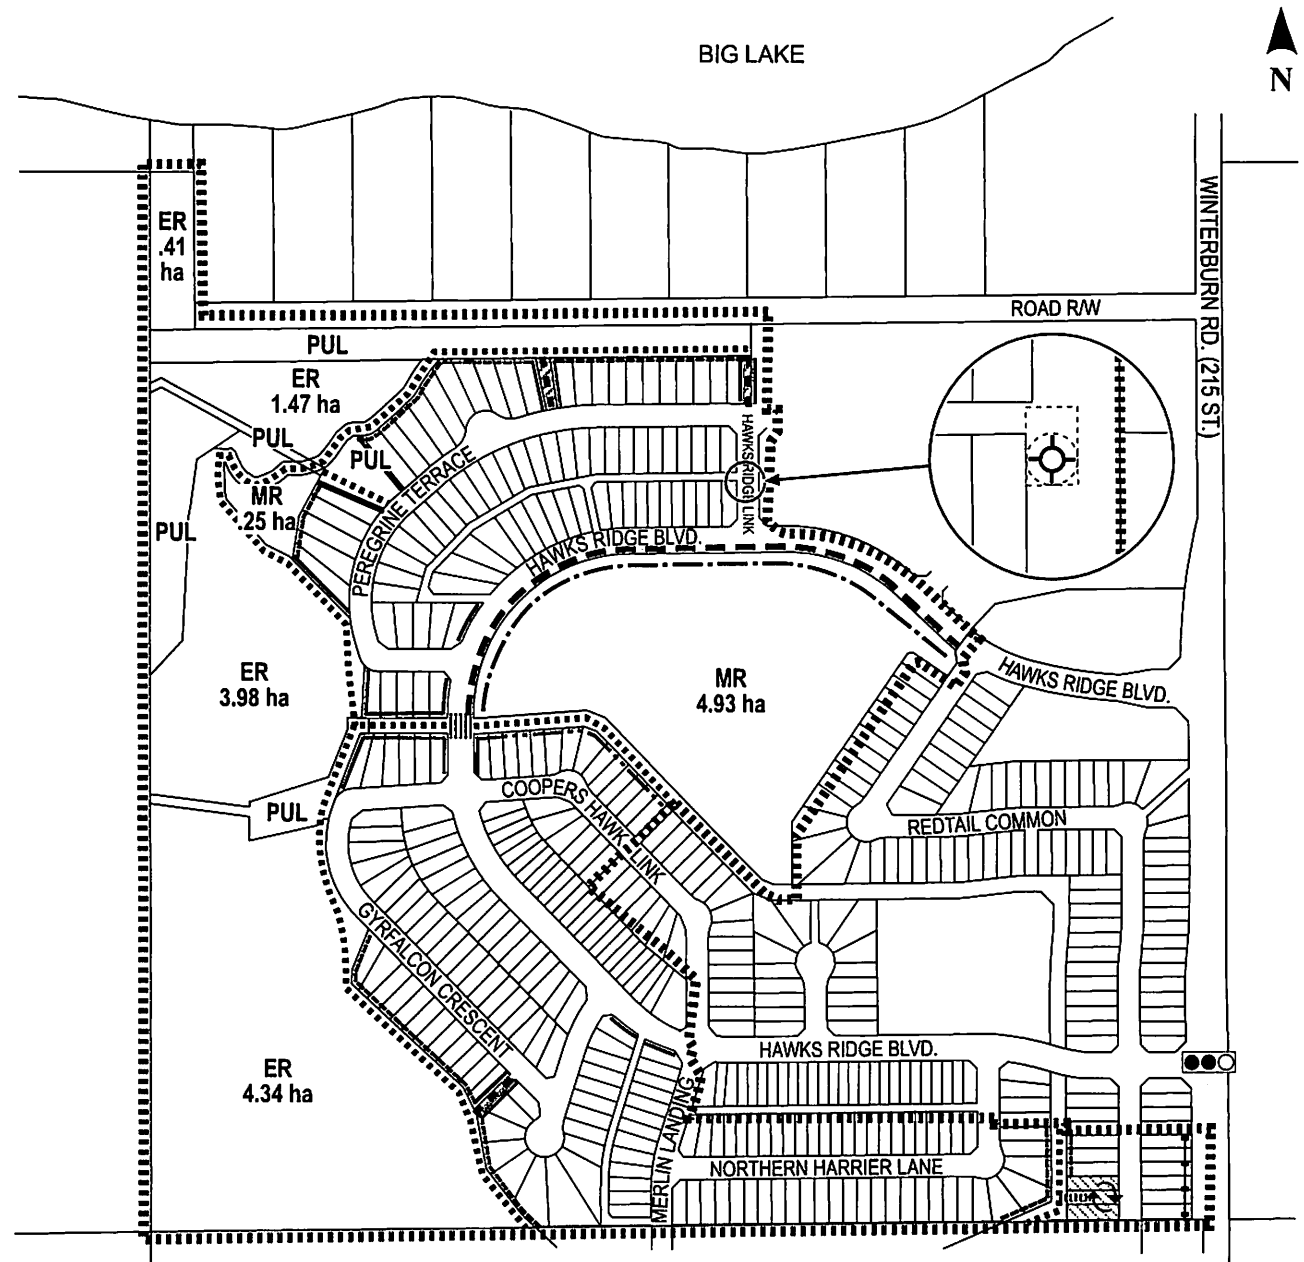 BIG LAKE
N
WINTERBURN RD. (215 ST.)
ER
.41
ha
ROAD R/W
PUL
ER
1.47 ha
PUL
PUL
HAWKS RIDGE LINK
PEREGRINE TERRACE
MR
.25 ha
PUL
HAWKS RIDGE BLVD.
ER
3.98 ha
MR
4.93 ha
HAWKS RIDGE BLVD.
COOPERS HAWK LINK
PUL
REDTAIL COMMON
GYRFALCON CRESCENT
HAWKS RIDGE BLVD.
ER
4.34 ha
MERLIN LANDING
NORTHERN HARRIER LANE